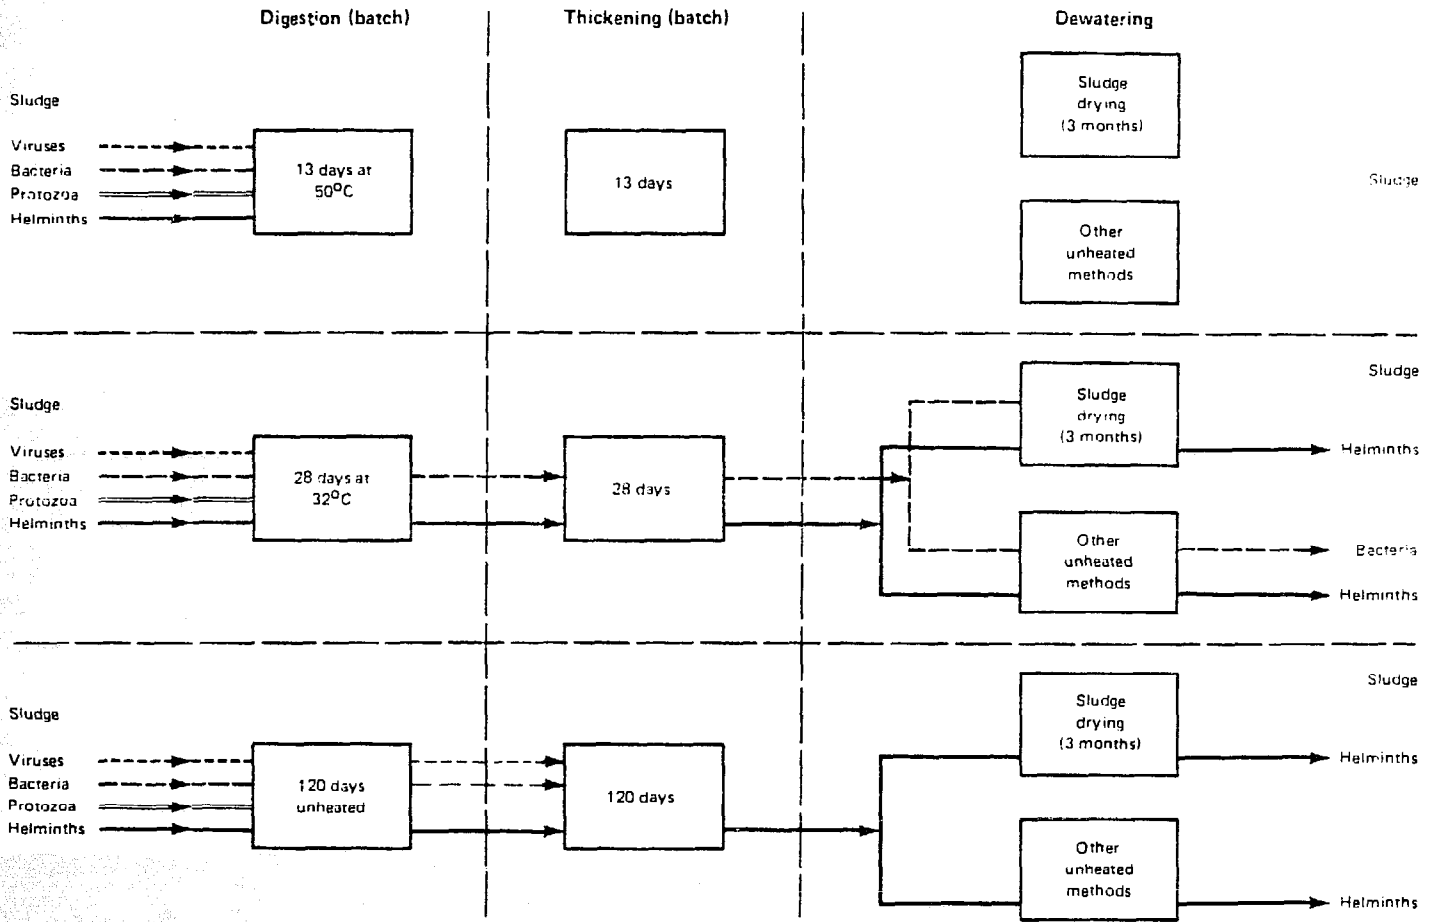 Digestion (batch)
Thickening (batch)
Dewatering
Sludge
Viruses
Bacteria
Protozoa
Helminths
13 days at
50°C
13 days
Sludge
drying
(3 months)
Other
unheated
methods
Sludge
Sludge
Viruses
Bacteria
Protozoa
Helminths
28 days at
32°C
28 days
Sludge
drying
(3 months)
Other
unheated
methods
Sludge
Helminths
Bacteria
Helminths
Sludge
Viruses
Bacteria
Protozoa
Helminths
120 days
unheated
120 days
Sludge
drying
(3 months)
Other
unheated
methods
Sludge
Helminths
Helminths